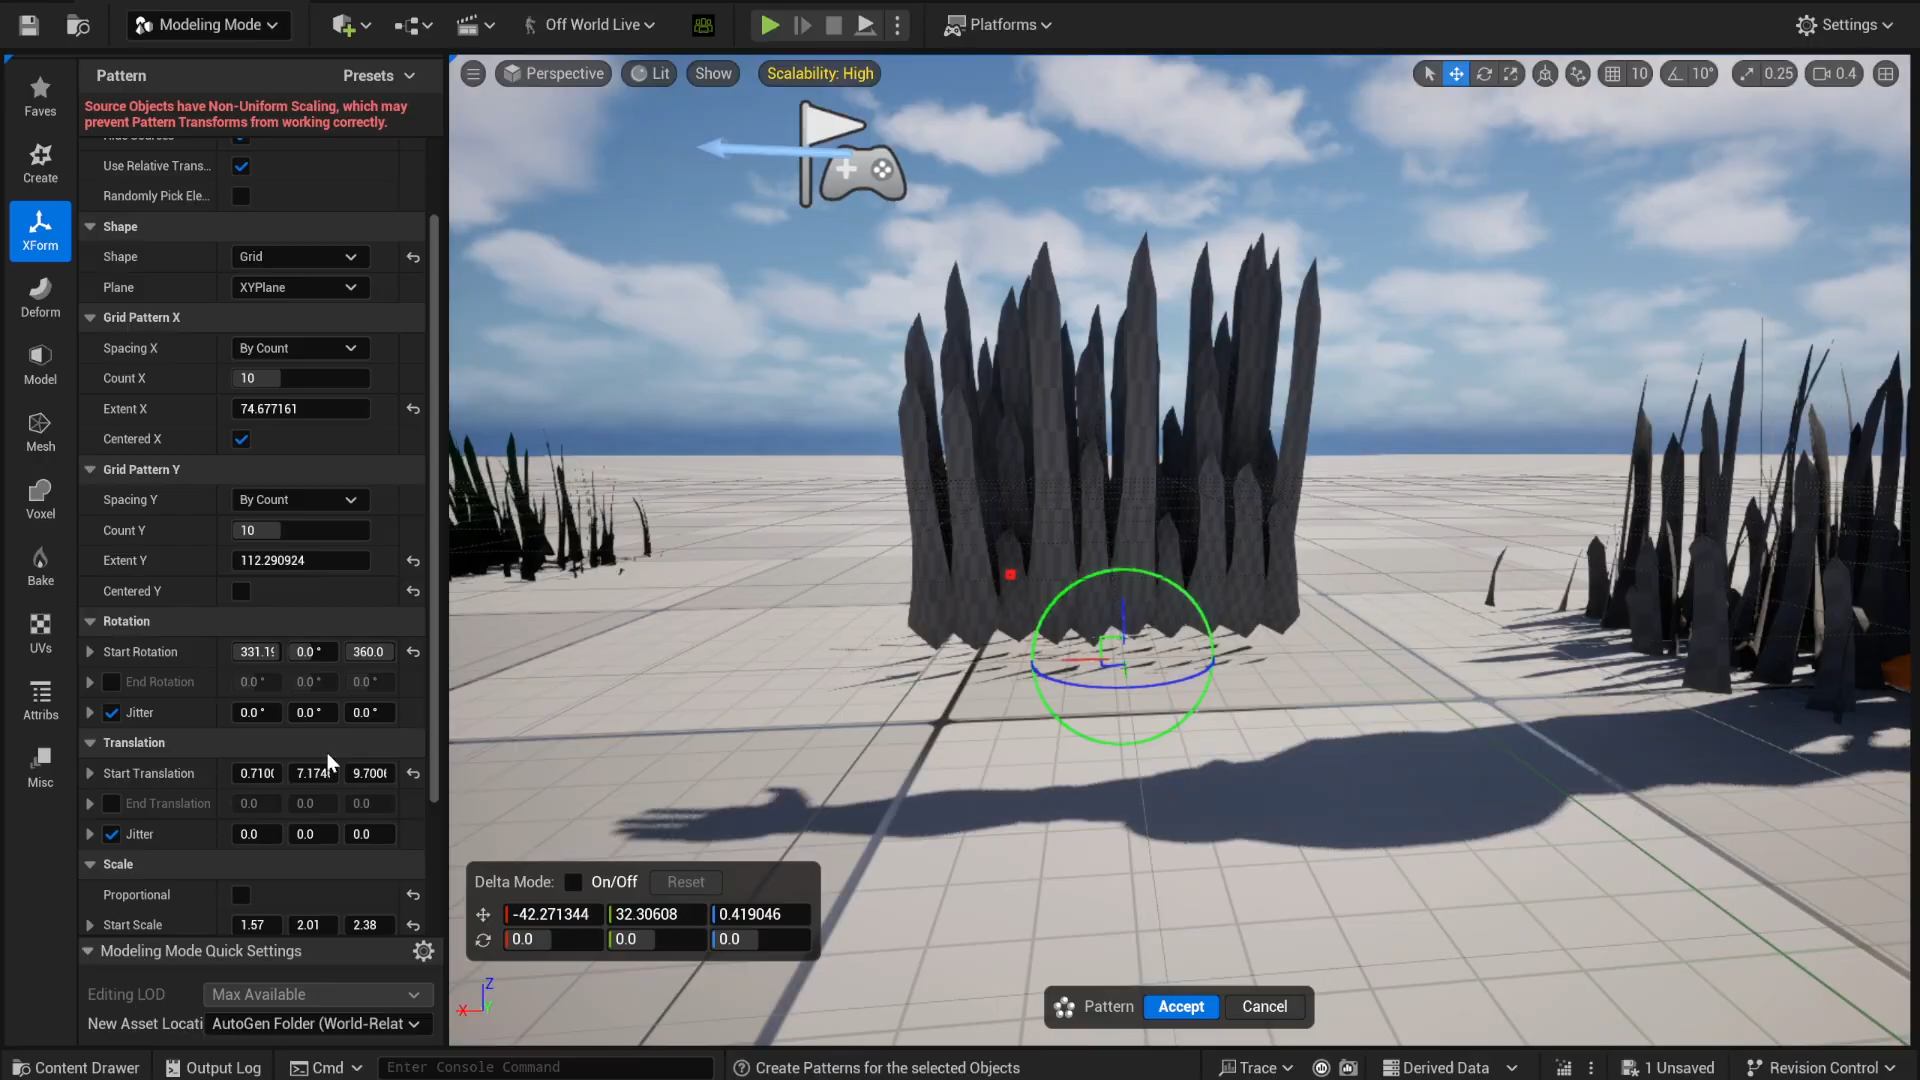 Modeling Mode
Off World Live
Platforms
Settings
Pattern
Presets
Source Objects have Non-Uniform Scaling, which may
prevent Pattern Transforms from working correctly.
Use Relative Trans...
Randomly Pick Ele...
Shape
Shape Grid
Plane XYPlane
Grid Pattern X
Spacing X By Count
Count X 10
Extent X 74.677161
Centered X
Grid Pattern Y
Spacing Y By Count
Count Y 10
Extent Y 112.290924
Centered Y
Rotation
Start Rotation 331.19 0.0° 360.0
End Rotation 0.0° 0.0° 0.0°
Jitter 0.0° 0.0° 0.0°
Translation
Start Translation 0.710 7.174 9.700
End Translation 0.0 0.0 0.0
Jitter 0.0 0.0 0.0
Scale
Proportional
Start Scale 1.57 2.01 2.38
Modeling Mode Quick Settings
Editing LOD Max Available
New Asset Locati AutoGen Folder (World-Relat
Faves
Create
XForm
Deform
Model
Mesh
Voxel
Bake
UVs
Attribs
Misc
Perspective
Lit
Show
Scalability: High
10
10°
0.25
0.4
Delta Mode: On/Off Reset
-42.271344 32.30608 0.419046
0.0 0.0 0.0
Z
X
Y
Pattern Accept Cancel
Content Drawer
Output Log
Cmd
Enter Console Command
Create Patterns for the selected Objects
Trace
Derived Data
1 Unsaved
Revision Control